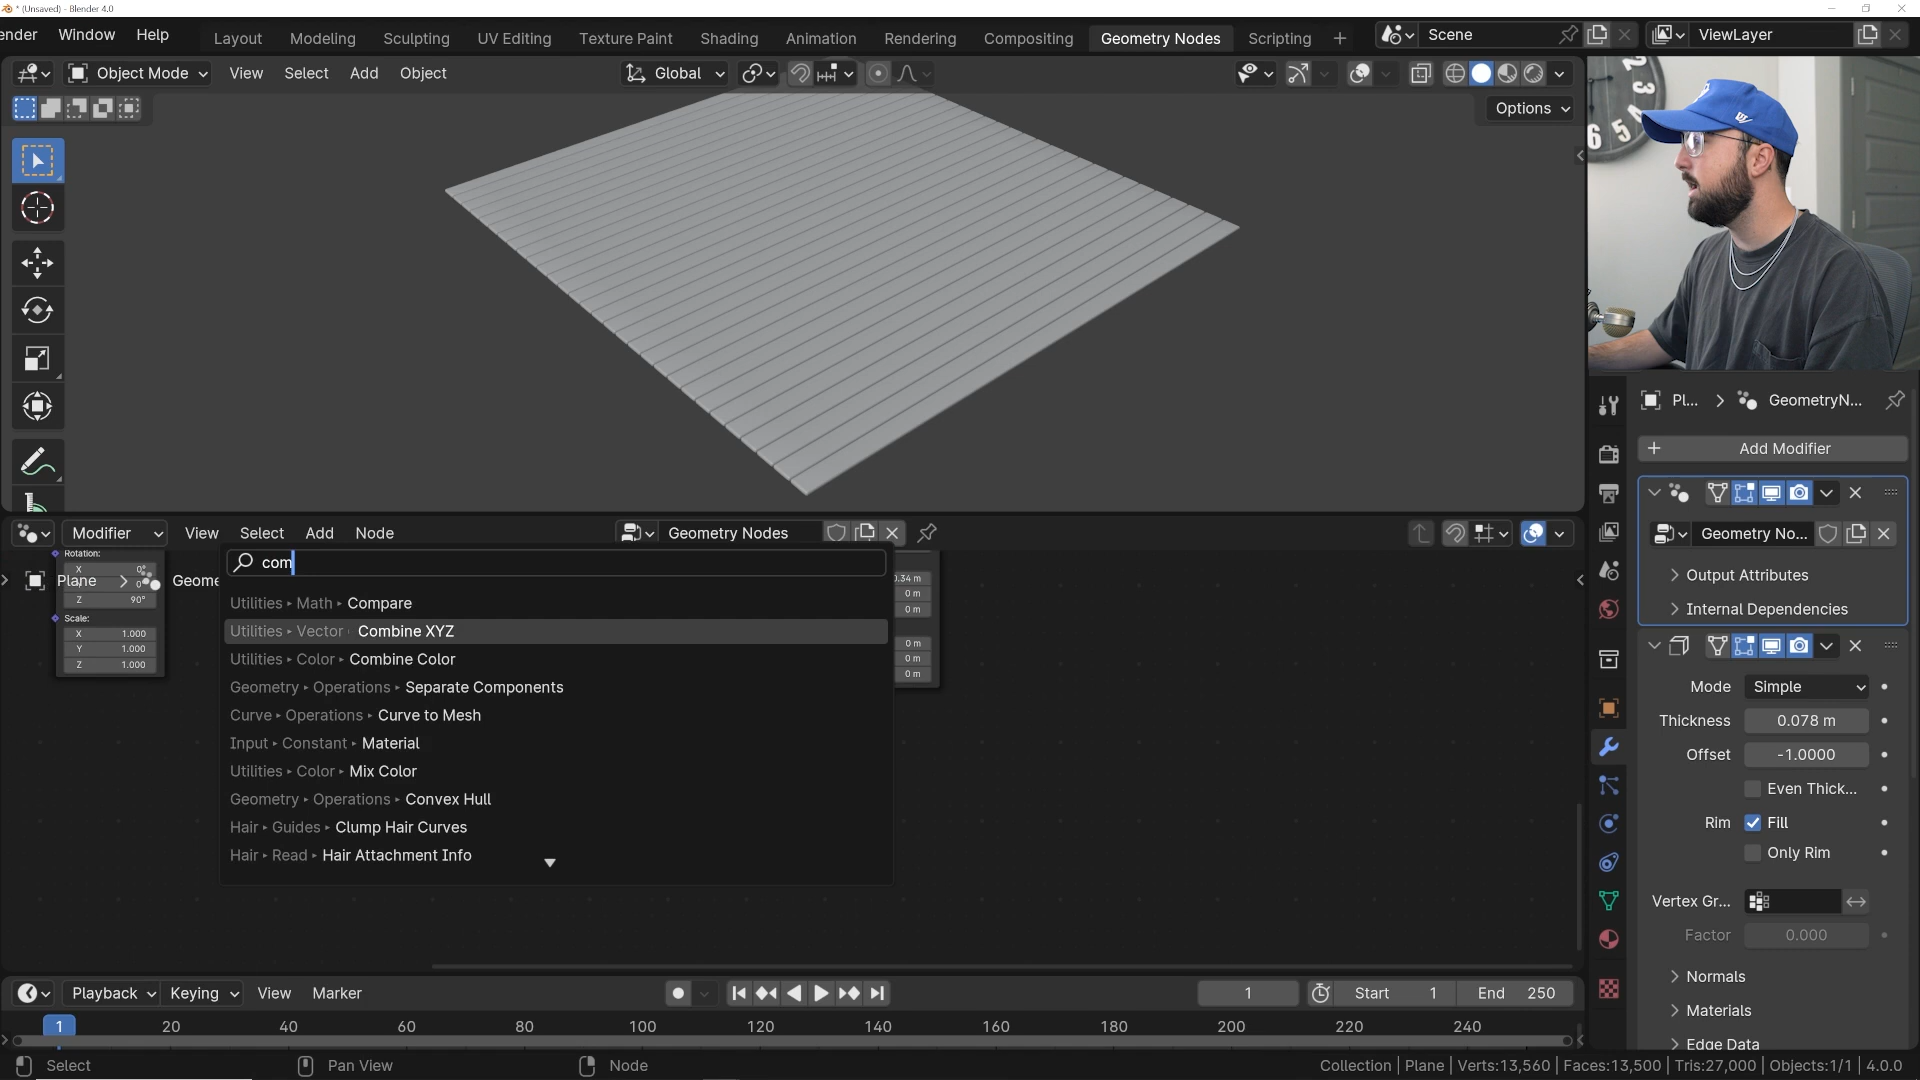 * (Unsaved) - Blender 4.0
ender Window Help Layout Modeling Sculpting UV Editing Texture Paint Shading Animation Rendering Compositing Geometry Nodes Scripting + Scene ViewLayer
Object Mode View Select Add Object Global
Options
Modifier View Select Add Node Geometry Nodes
Rotation:
X 0°
Plane > Geome
0°
Z 90°
Scale:
X 1.000
Y 1.000
Z 1.000
com
Utilities ▸ Math ▸ Compare
Utilities ▸ Vector Combine XYZ
Utilities ▸ Color ▸ Combine Color
Geometry ▸ Operations ▸ Separate Components
Curve ▸ Operations ▸ Curve to Mesh
Input ▸ Constant ▸ Material
Utilities ▸ Color ▸ Mix Color
Geometry ▸ Operations ▸ Convex Hull
Hair ▸ Guides ▸ Clump Hair Curves
Hair ▸ Read ▸ Hair Attachment Info
0.34 m
0 m
0 m
0 m
0 m
0 m
Pl... > GeometryN...
+ Add Modifier
Geometry No...
> Output Attributes
> Internal Dependencies
Mode Simple
Thickness 0.078 m
Offset -1.0000
Even Thick...
Rim Fill
Only Rim
Vertex Gr...
Factor 0.000
> Normals
> Materials
> Edge Data
Playback Keying View Marker 1 Start 1 End 250
1 20 40 60 80 100 120 140 160 180 200 220 240
Select Pan View Node Collection | Plane | Verts:13,560 | Faces:13,500 | Tris:27,000 | Objects:1/1 | 4.0.0
2
3
5
6